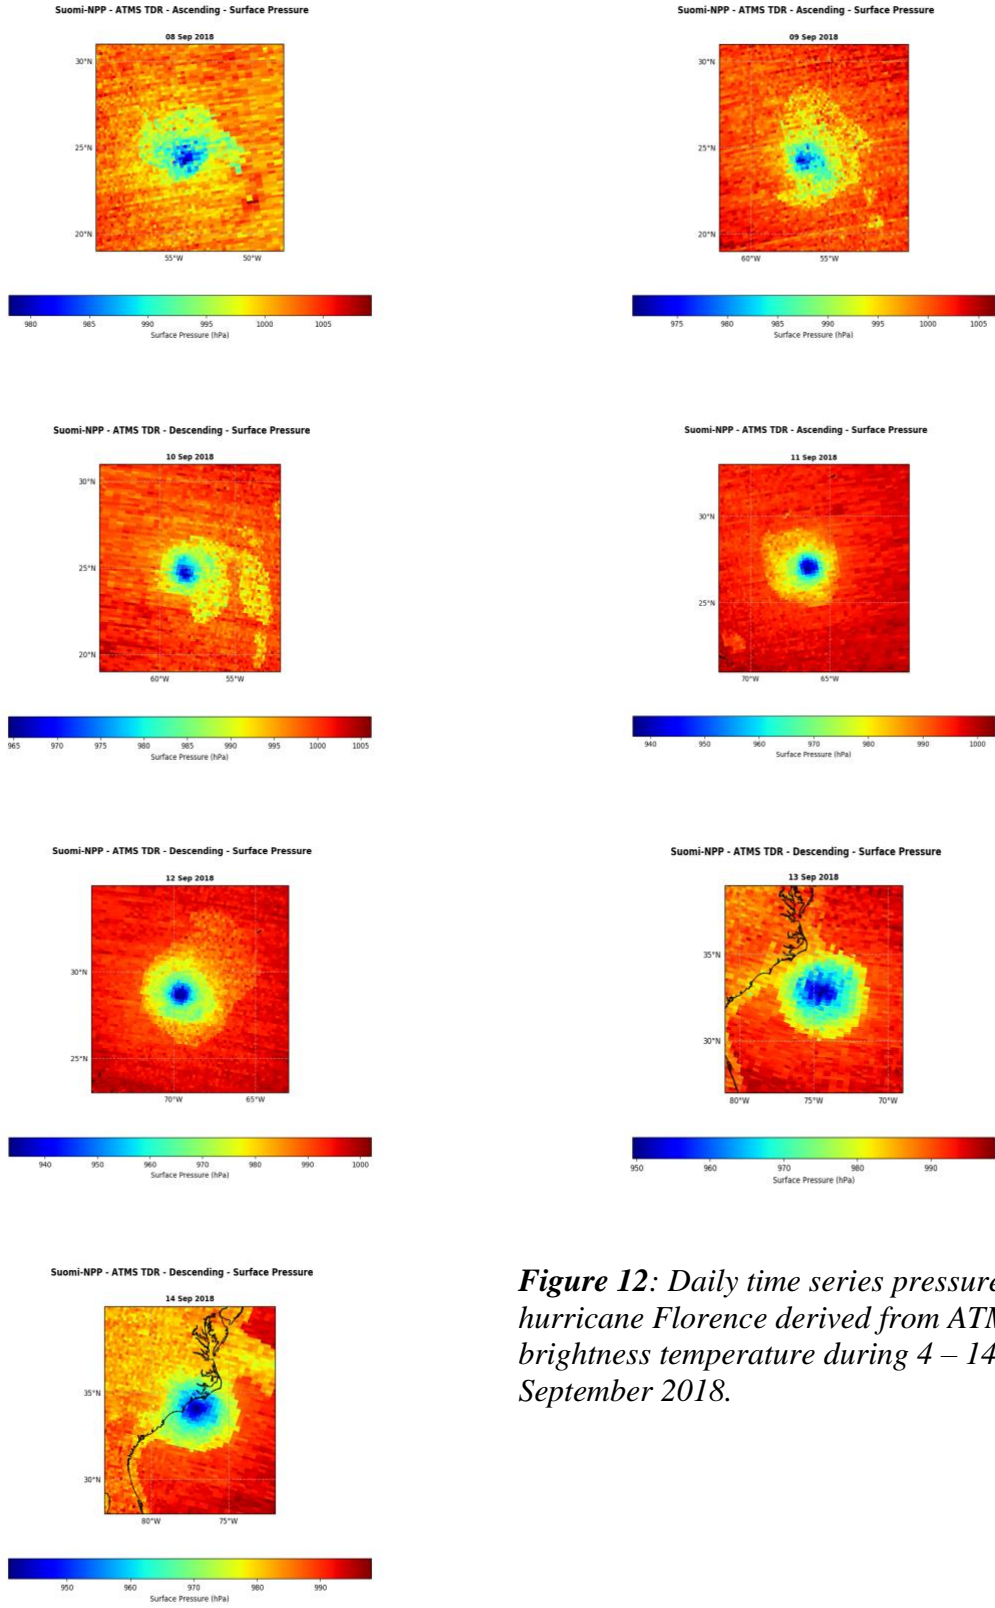 Suomi-NPP - ATMS TDR - Ascending - Surface Pressure
08 Sep 2018
30°N
25°N
20°N
55°W 50°W
980 985 990 995 1000 1005
Surface Pressure (hPa)
Suomi-NPP - ATMS TDR - Ascending - Surface Pressure
09 Sep 2018
30°N
25°N
20°N
60°W 55°W
975 980 985 990 995 1000 1005
Surface Pressure (hPa)
Suomi-NPP - ATMS TDR - Descending - Surface Pressure
10 Sep 2018
30°N
25°N
20°N
60°W 55°W
965 970 975 980 985 990 995 1000 1005
Surface Pressure (hPa)
Suomi-NPP - ATMS TDR - Ascending - Surface Pressure
11 Sep 2018
30°N
25°N
70°W 65°W
940 950 960 970 980 990 1000
Surface Pressure (hPa)
Suomi-NPP - ATMS TDR - Descending - Surface Pressure
12 Sep 2018
30°N
25°N
70°W 65°W
940 950 960 970 980 990 1000
Surface Pressure (hPa)
Suomi-NPP - ATMS TDR - Descending - Surface Pressure
13 Sep 2018
35°N
30°N
80°W 75°W 70°W
950 960 970 980 990
Surface Pressure (hPa)
Suomi-NPP - ATMS TDR - Descending - Surface Pressure
14 Sep 2018
35°N
30°N
80°W 75°W
950 960 970 980 990
Surface Pressure (hPa)
Figure 12: Daily time series pressure
hurricane Florence derived from ATM
brightness temperature during 4 – 14
September 2018.